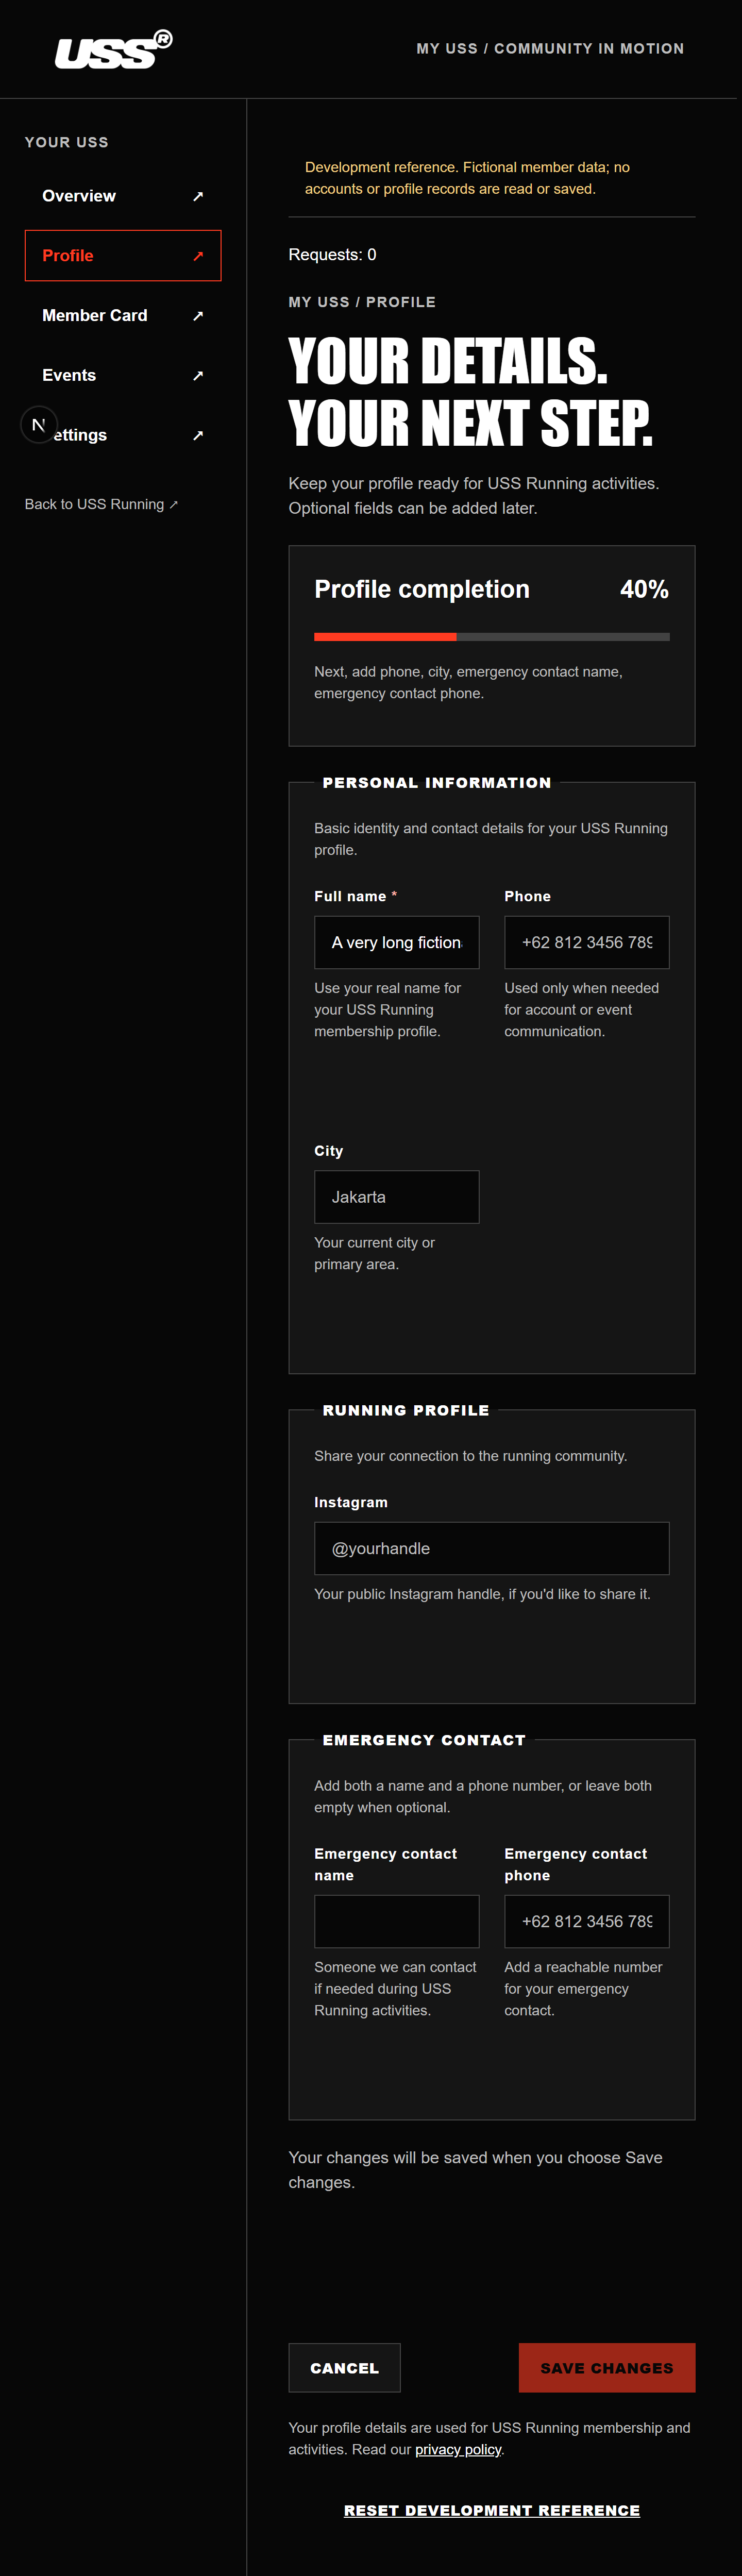 USS®
MY USS / COMMUNITY IN MOTION
YOUR USS
Overview ↗
Profile ↗
Member Card ↗
Events ↗
N
ettings ↗
Back to USS Running ↗
Development reference. Fictional member data; no
accounts or profile records are read or saved.
Requests: 0
MY USS / PROFILE
YOUR DETAILS.
YOUR NEXT STEP.
Keep your profile ready for USS Running activities.
Optional fields can be added later.
Profile completion 40%
Next, add phone, city, emergency contact name,
emergency contact phone.
PERSONAL INFORMATION
Basic identity and contact details for your USS Running
profile.
Full name *
A very long fiction
Use your real name for
your USS Running
membership profile.
Phone
+62 812 3456 789
Used only when needed
for account or event
communication.
City
Jakarta
Your current city or
primary area.
RUNNING PROFILE
Share your connection to the running community.
Instagram
@yourhandle
Your public Instagram handle, if you'd like to share it.
EMERGENCY CONTACT
Add both a name and a phone number, or leave both
empty when optional.
Emergency contact
name
Someone we can contact
if needed during USS
Running activities.
Emergency contact
phone
+62 812 3456 789
Add a reachable number
for your emergency
contact.
Your changes will be saved when you choose Save
changes.
CANCEL
SAVE CHANGES
Your profile details are used for USS Running membership and
activities. Read our privacy policy.
RESET DEVELOPMENT REFERENCE